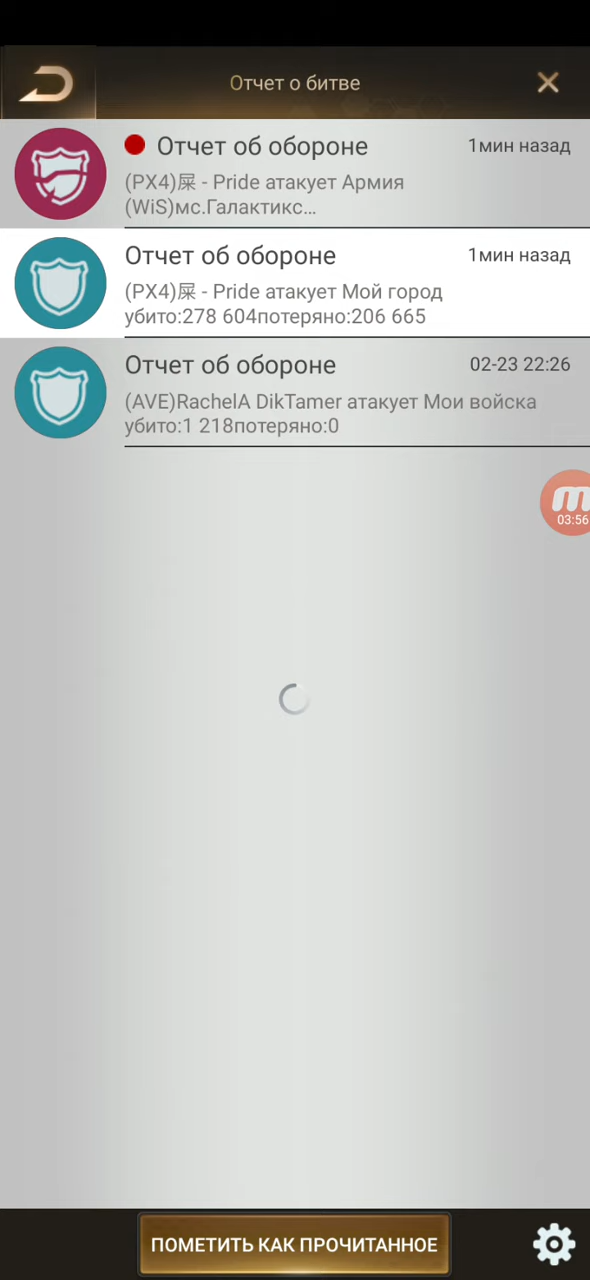 Отчет о битве
Отчет об обороне
1мин назад
(PX4)屎 - Pride атакует Армия
(WiS)мс.Галактикс...
Отчет об обороне
1мин назад
(PX4)屎 - Pride атакует Мой город
убито:278 604потеряно:206 665
Отчет об обороне
02-23 22:26
(AVE)RachelA DikTamer атакует Мои войска
убито:1 218потеряно:0
03:56
ПОМЕТИТЬ КАК ПРОЧИТАННОЕ